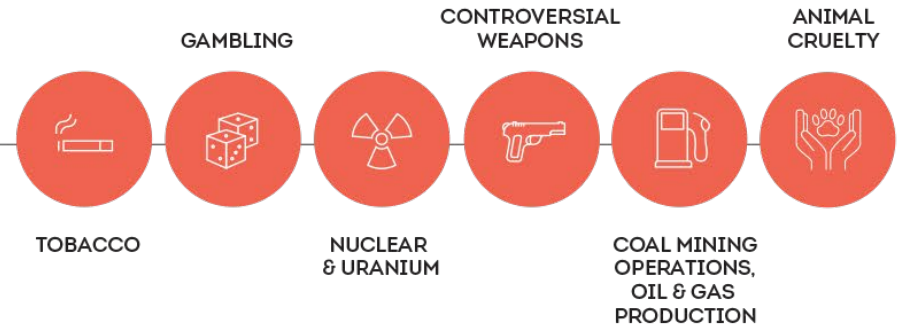 TOBACCO
GAMBLING
NUCLEAR
& URANIUM
CONTROVERSIAL
WEAPONS
COAL MINING
OPERATIONS,
OIL & GAS
PRODUCTION
ANIMAL
CRUELTY